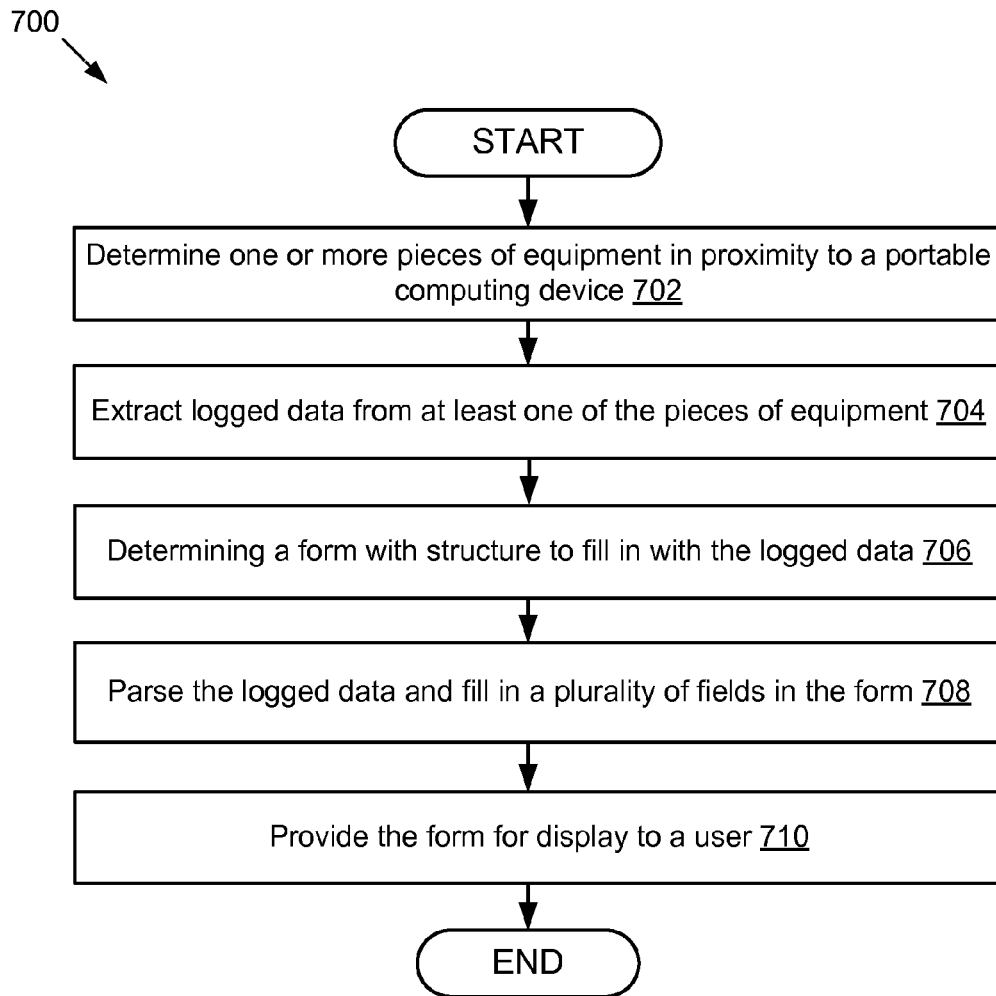 700
START
Determine one or more pieces of equipment in proximity to a portable
computing device 702
Extract logged data from at least one of the pieces of equipment 704
Determining a form with structure to fill in with the logged data 706
Parse the logged data and fill in a plurality of fields in the form 708
Provide the form for display to a user 710
END